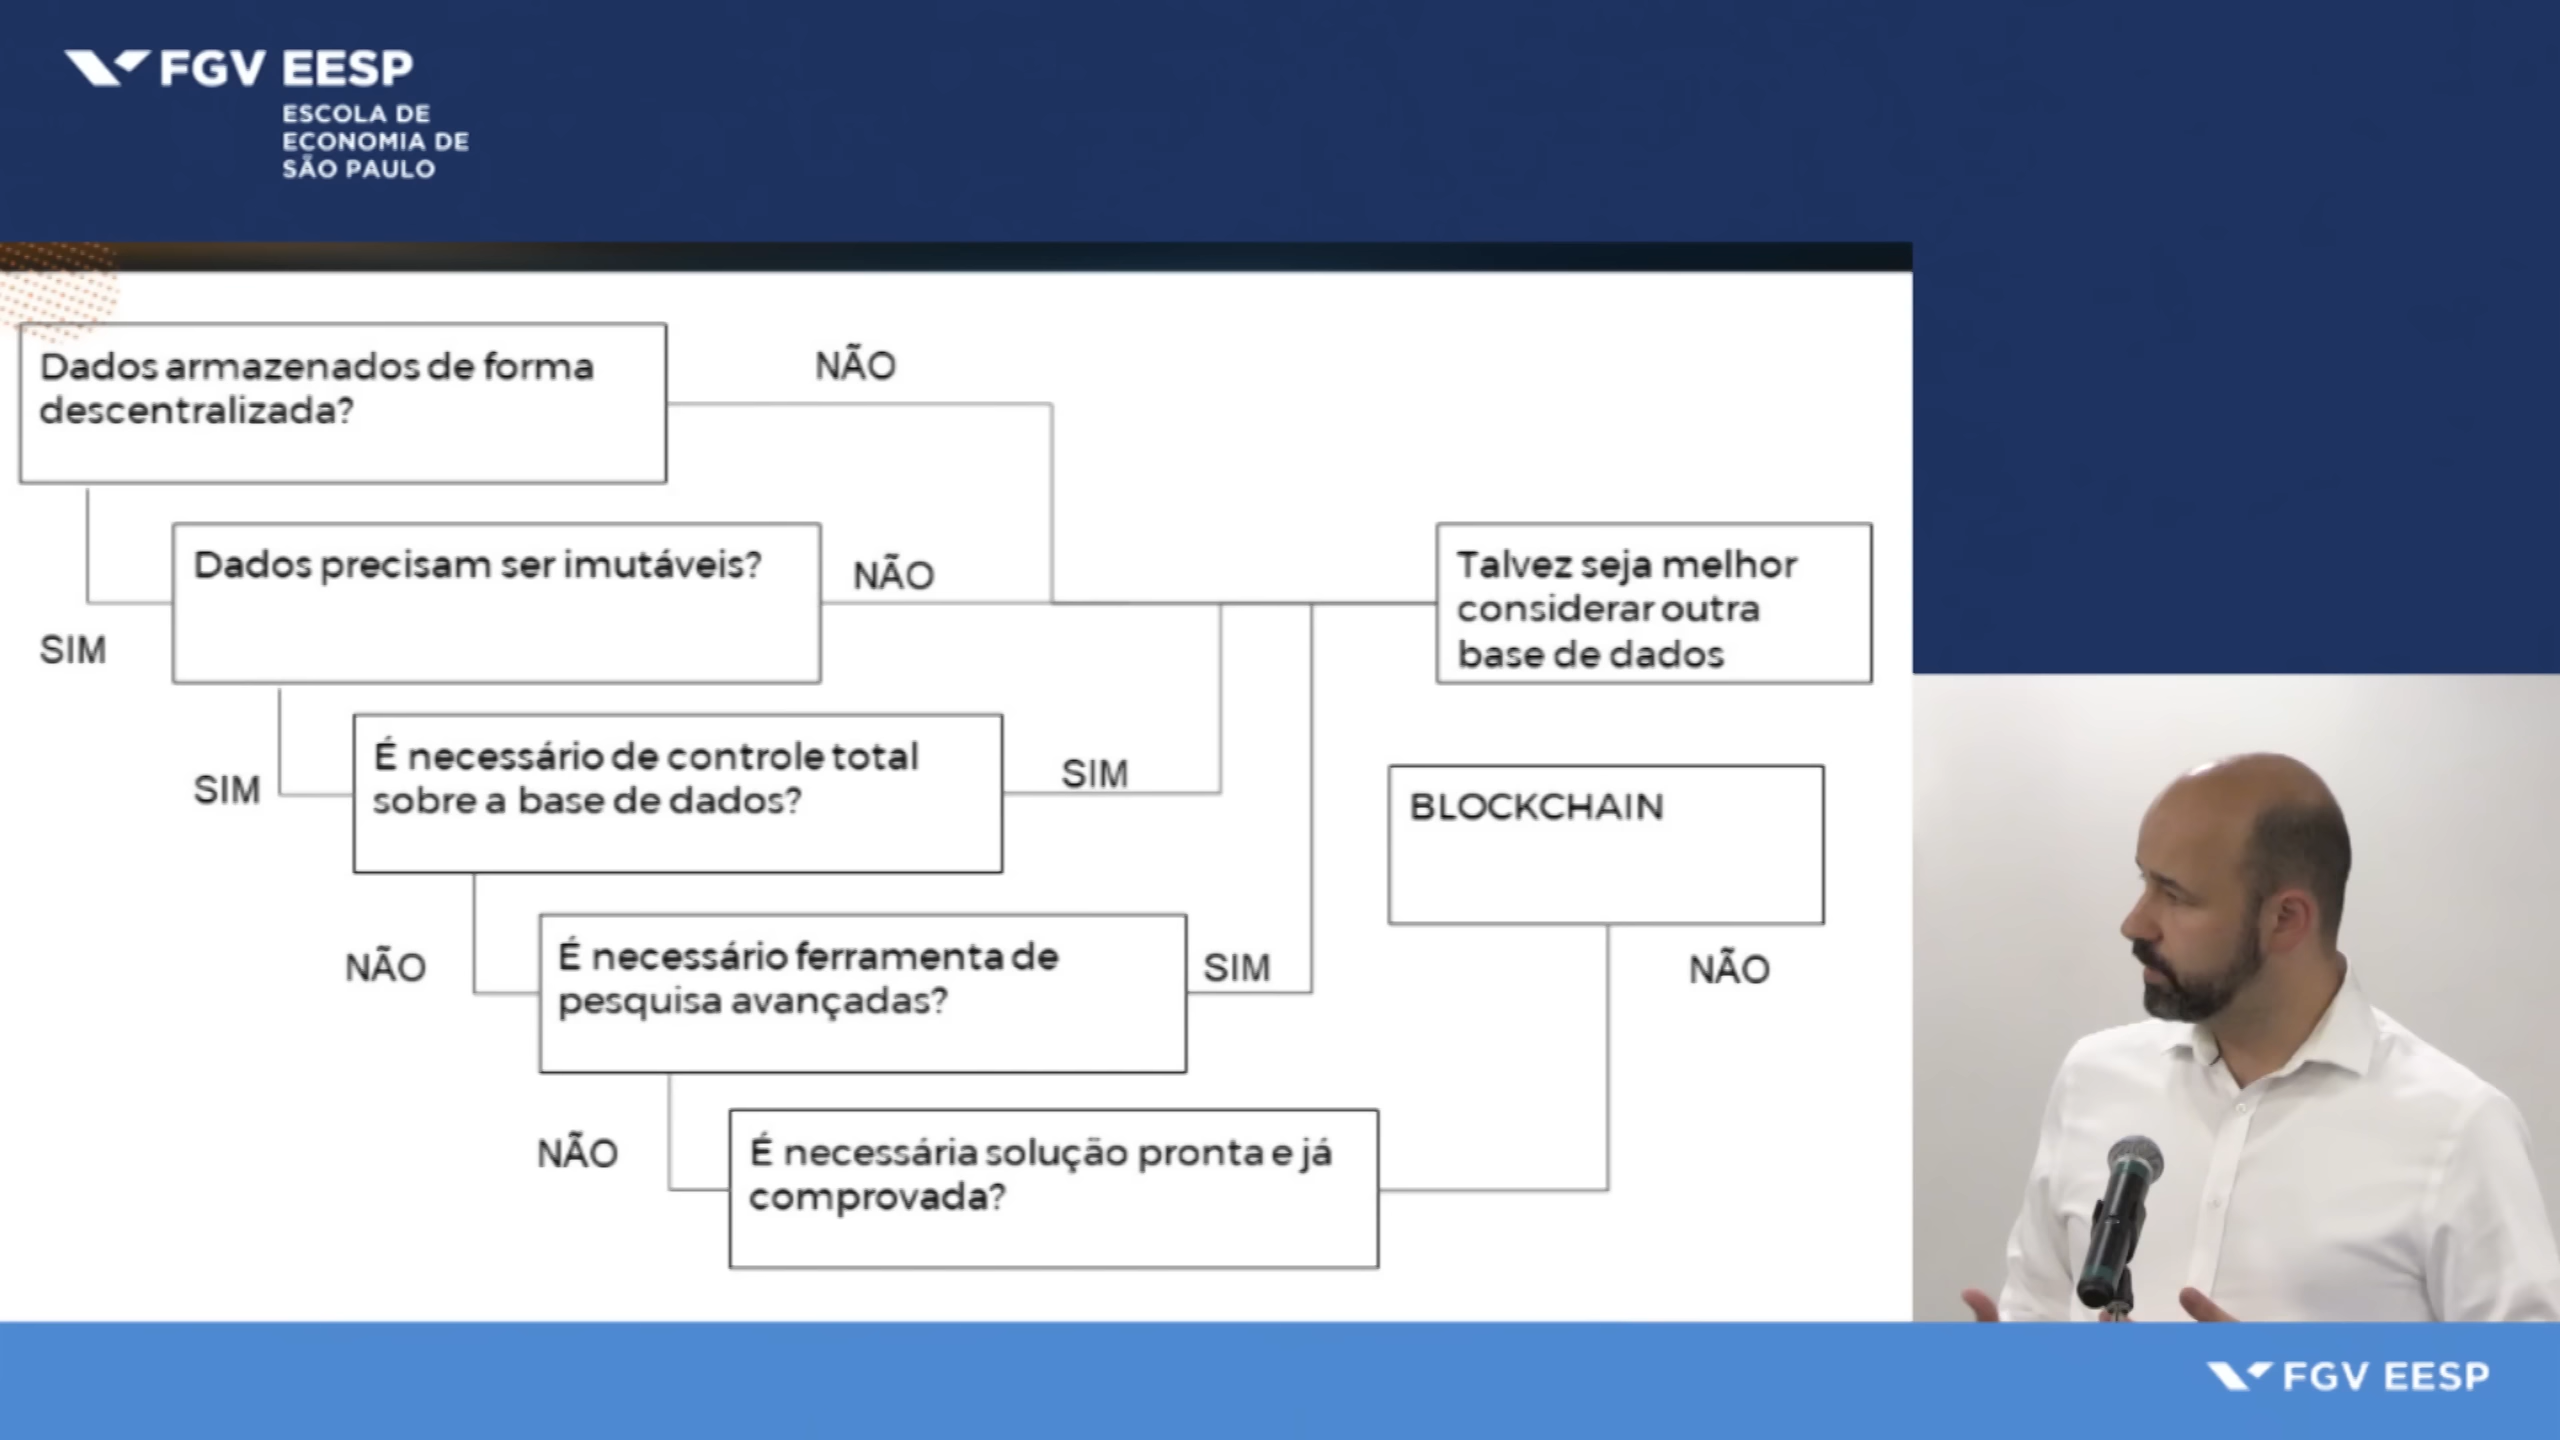 FGV EESP
ESCOLA DE
ECONOMIA DE
SÃO PAULO
Dados armazenados de forma
descentralizada?
NÃO
Dados precisam ser imutáveis?
NÃO
Talvez seja melhor
considerar outra
base de dados
SIM
É necessário de controle total
sobre a base de dados?
SIM
SIM
BLOCKCHAIN
É necessário ferramenta de
pesquisa avançadas?
NÃO
SIM
NÃO
É necessária solução pronta e já
comprovada?
NÃO
FGV EESP